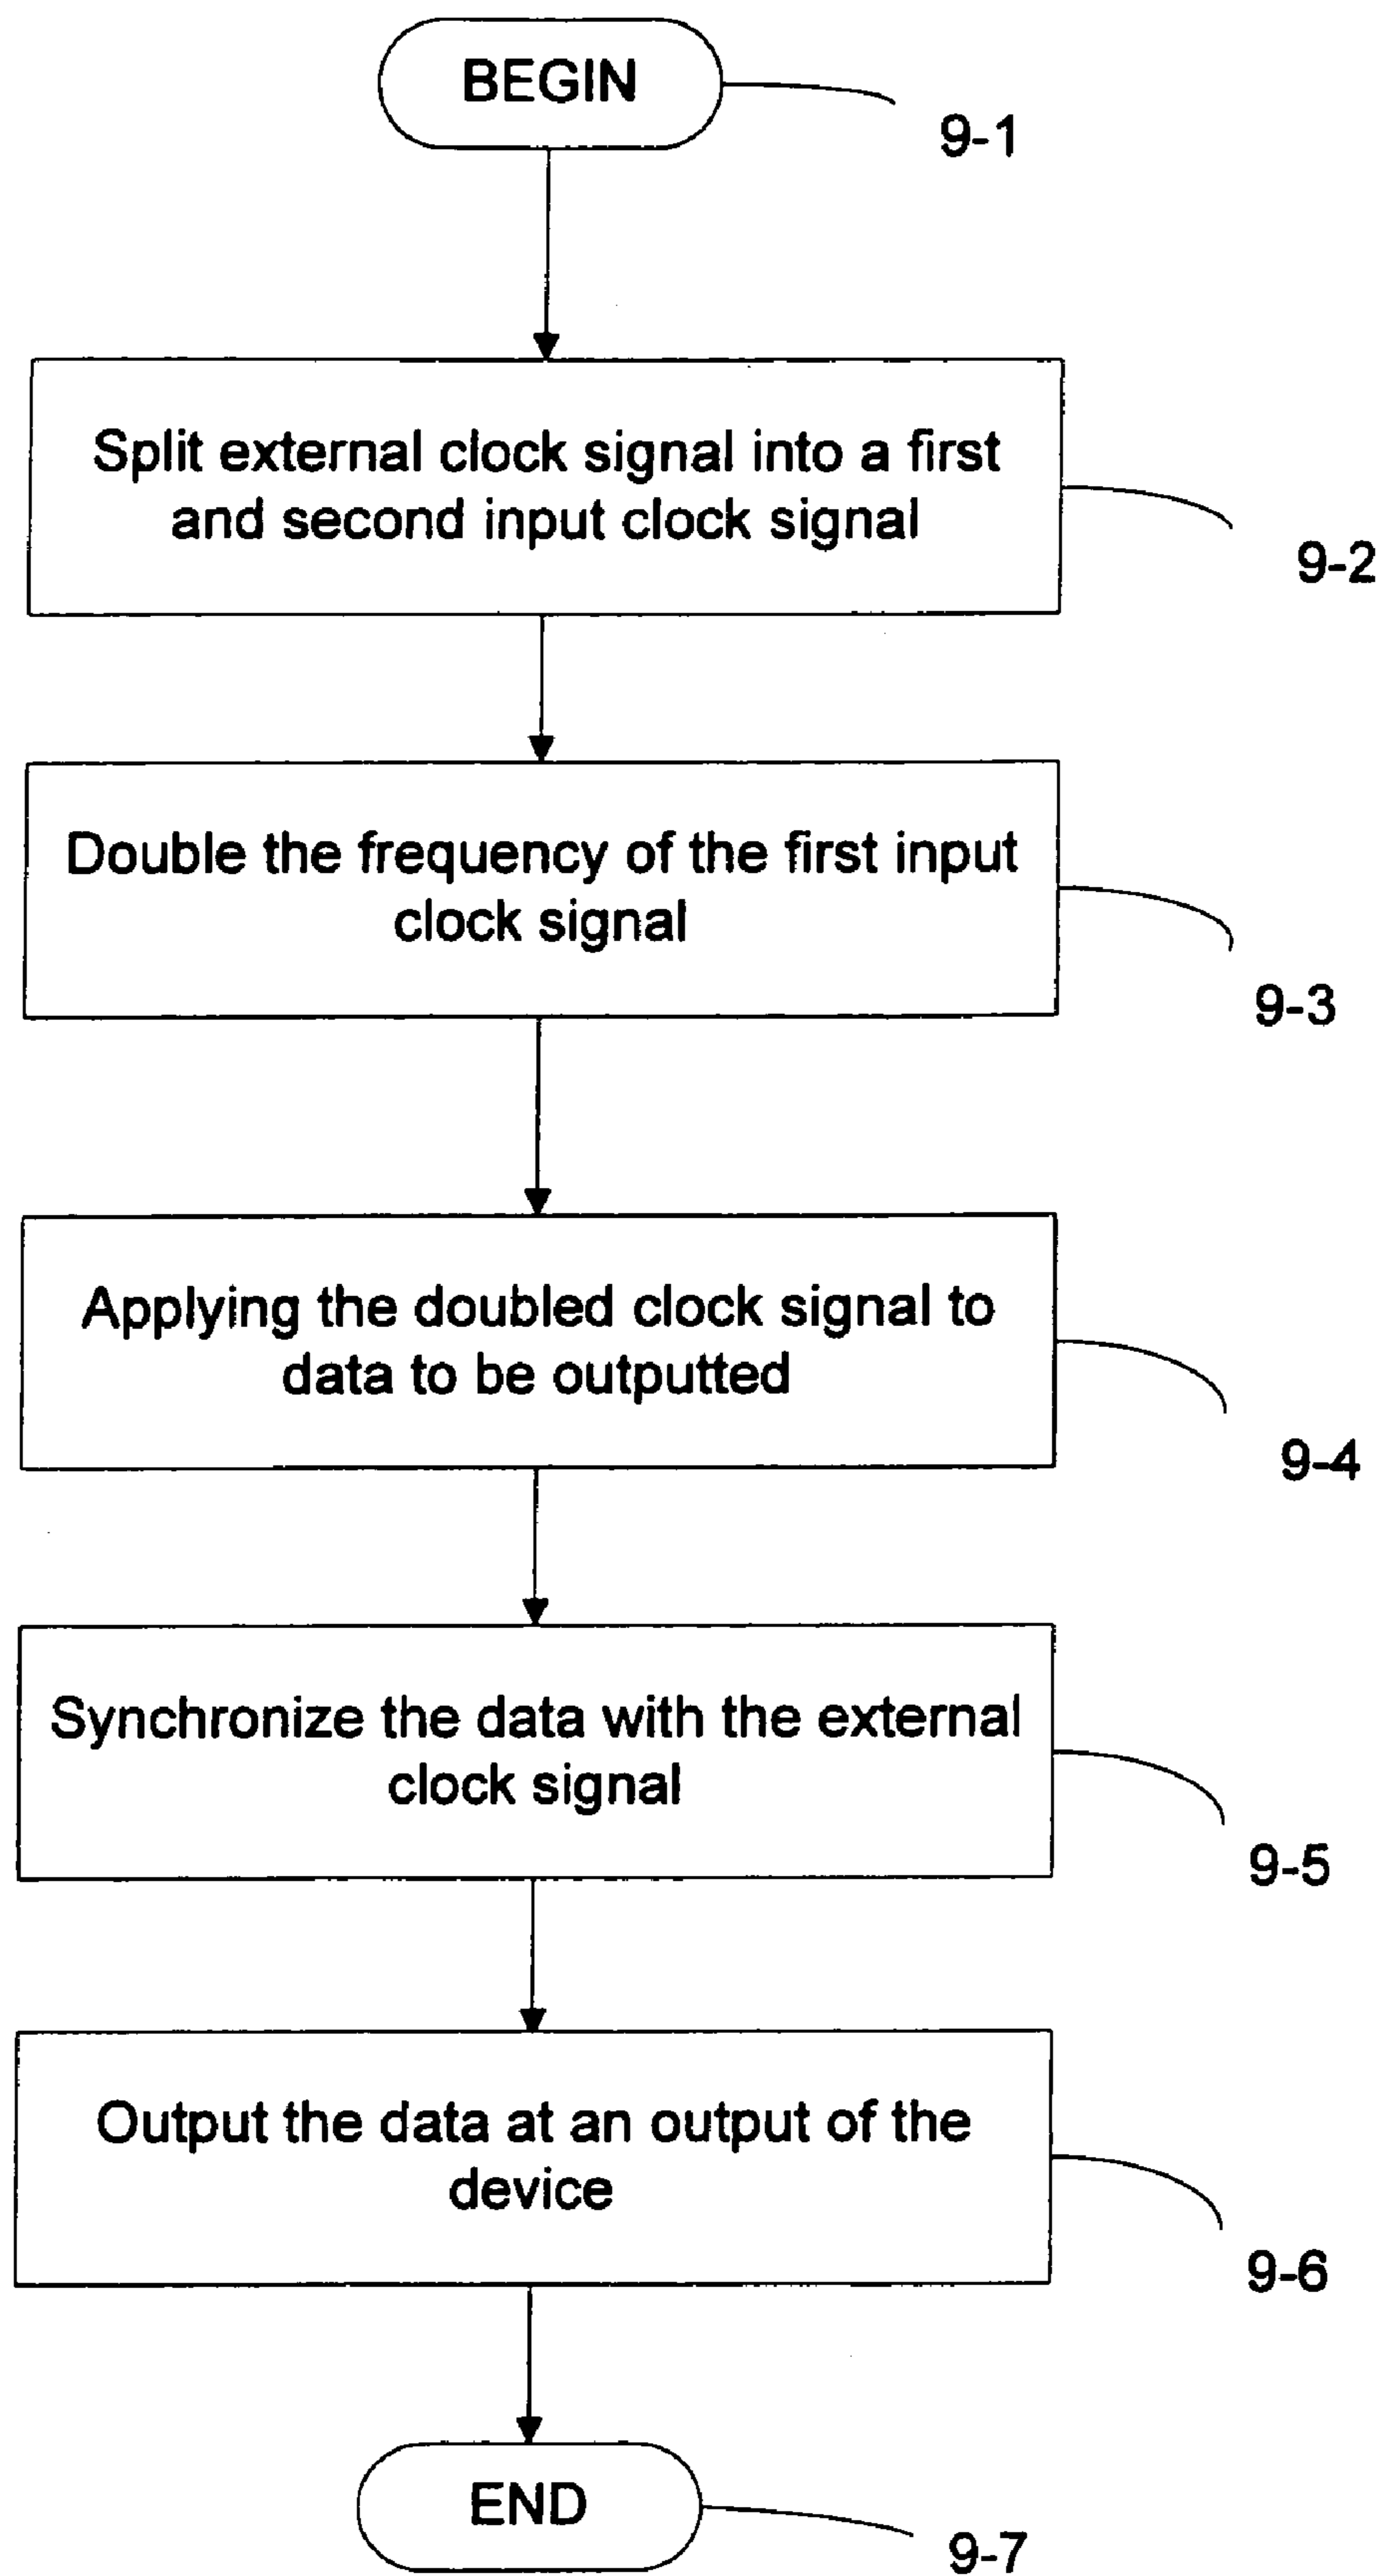 BEGIN
9-1
Split external clock signal into a first
and second input clock signal
9-2
Double the frequency of the first input
clock signal
9-3
Applying the doubled clock signal to
data to be outputted
9-4
Synchronize the data with the external
clock signal
9-5
Output the data at an output of the
device
9-6
END
9-7